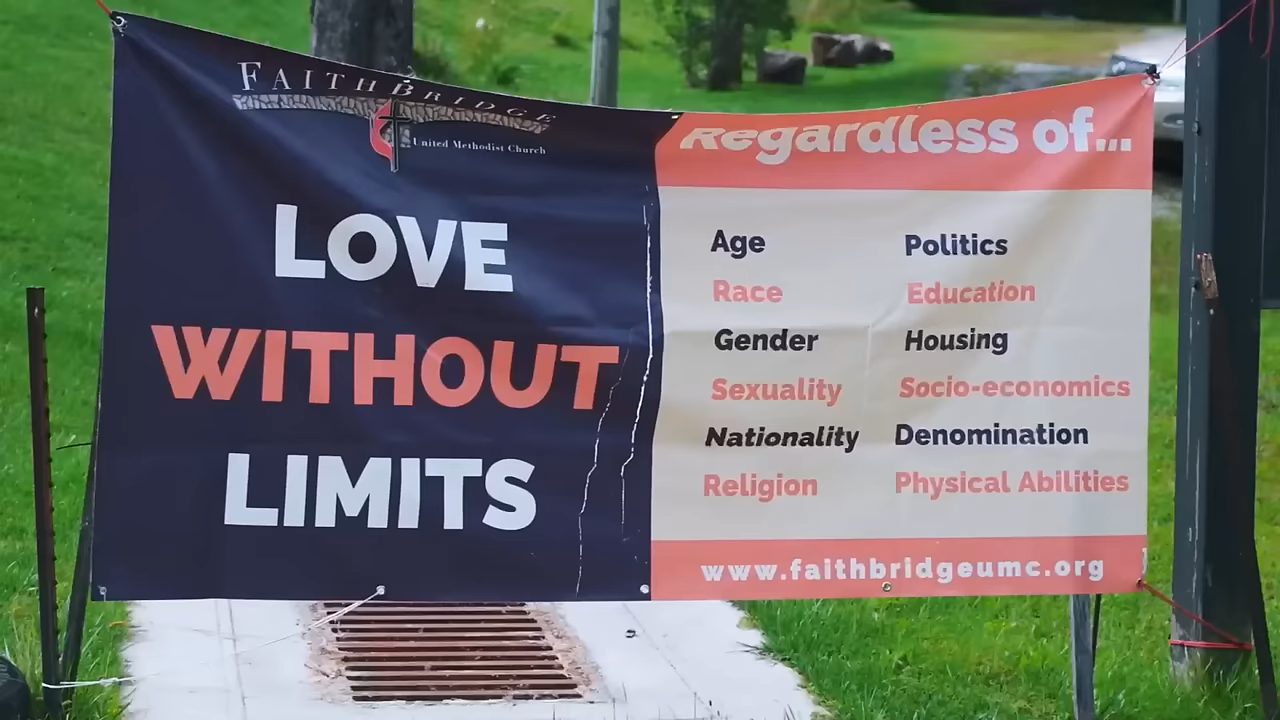 FAITHBRIDGE
United Methodist Church
LOVE
WITHOUT
LIMITS
Regardless of...
Age
Race
Gender
Sexuality
Nationality
Religion
Politics
Education
Housing
Socio-economics
Denomination
Physical Abilities
www.faithbridgeumc.org